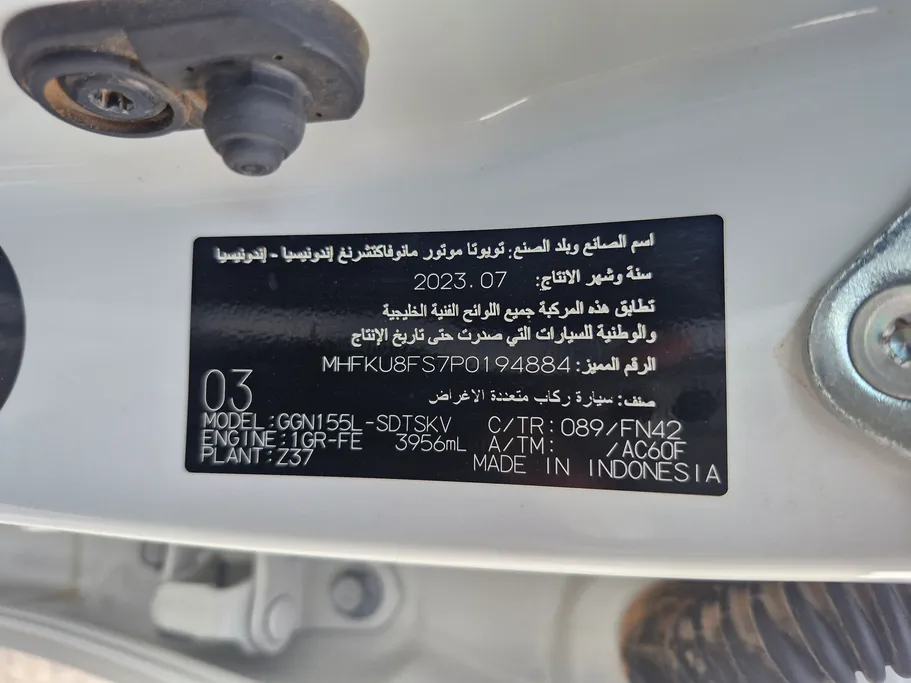 اسم الصانع وبلد الصنع: تويوتا موتور مانوفاكتشرنغ إندونيسيا - إندونيسيا
سنة وشهر الانتاج: 2023.07
تطابق هذه المركبة جميع اللوائح الفنية الخليجية
والوطنية للسيارات التي صدرت حتى تاريخ الإنتاج
الرقم المميز: MHFKU8FS7P0194884
صنف: سيارة ركاب متعددة الاغراض
03
MODEL:GGN155L-SDTSKV C/TR:089/FN42
ENGINE:1GR-FE 3956mL A/TM: /AC60F
PLANT:Z37 MADE IN INDONESIA